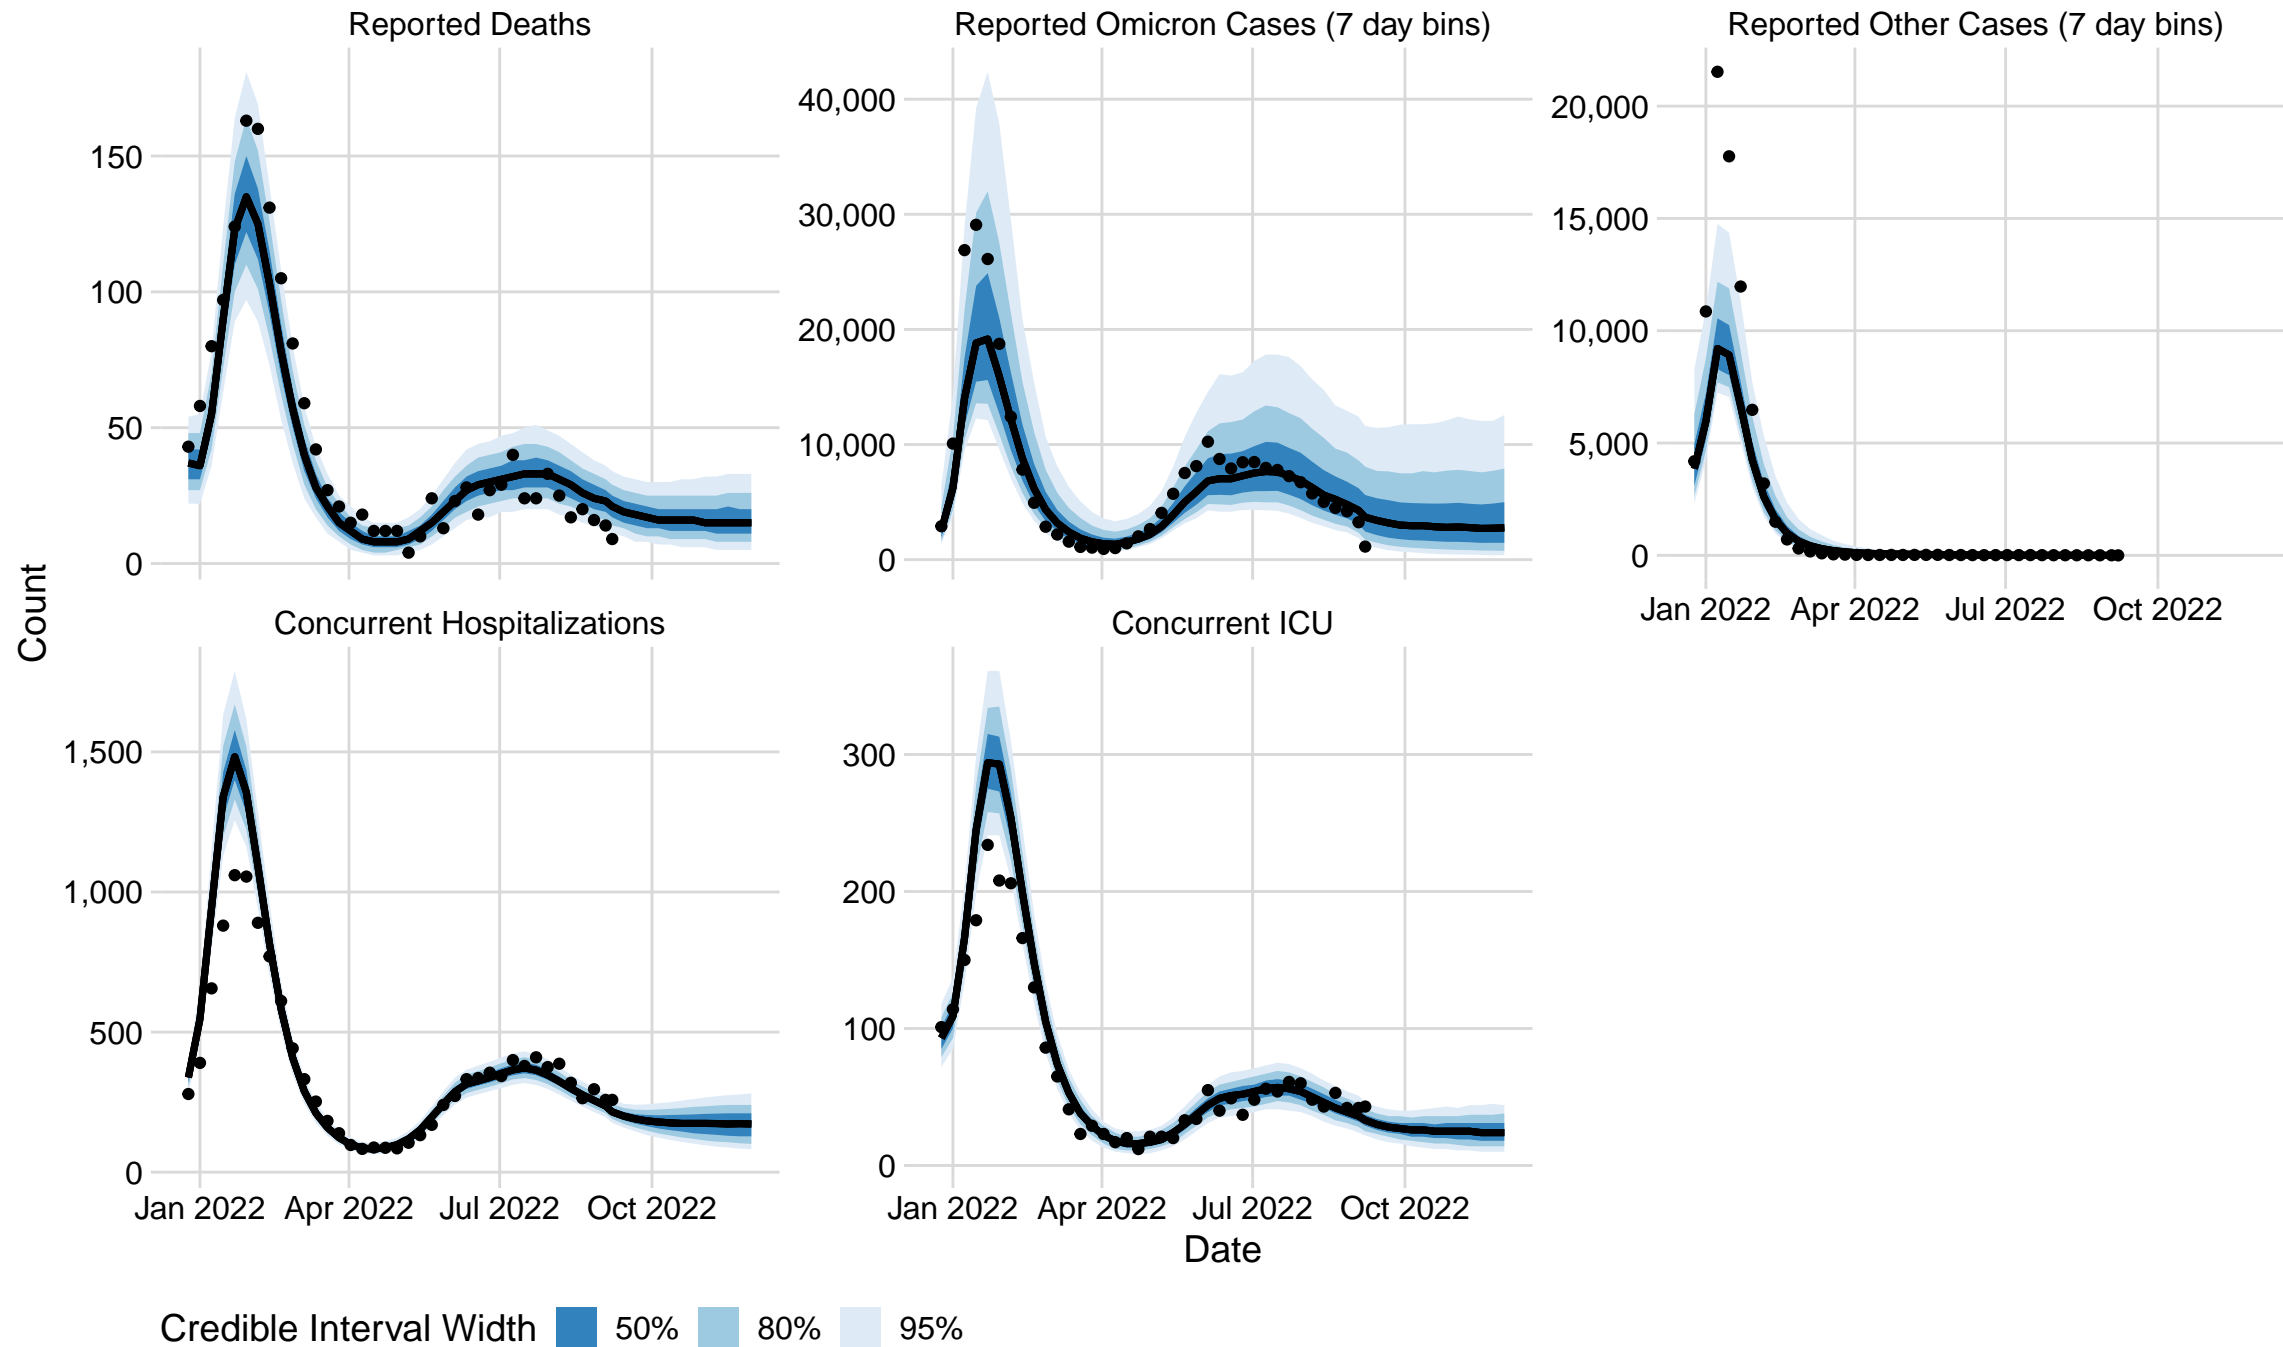 Reported Deaths
Reported Omicron Cases (7 day bins)
Reported Other Cases (7 day bins)
150
100
50
0
40,000
30,000
20,000
10,000
0
20,000
15,000
10,000
5,000
0
Jan 2022 Apr 2022 Jul 2022 Oct 2022
Count
Concurrent Hospitalizations
Concurrent ICU
1,500
1,000
500
0
300
200
100
0
Jan 2022 Apr 2022 Jul 2022 Oct 2022
Jan 2022 Apr 2022 Jul 2022 Oct 2022
Date
Credible Interval Width 50% 80% 95%